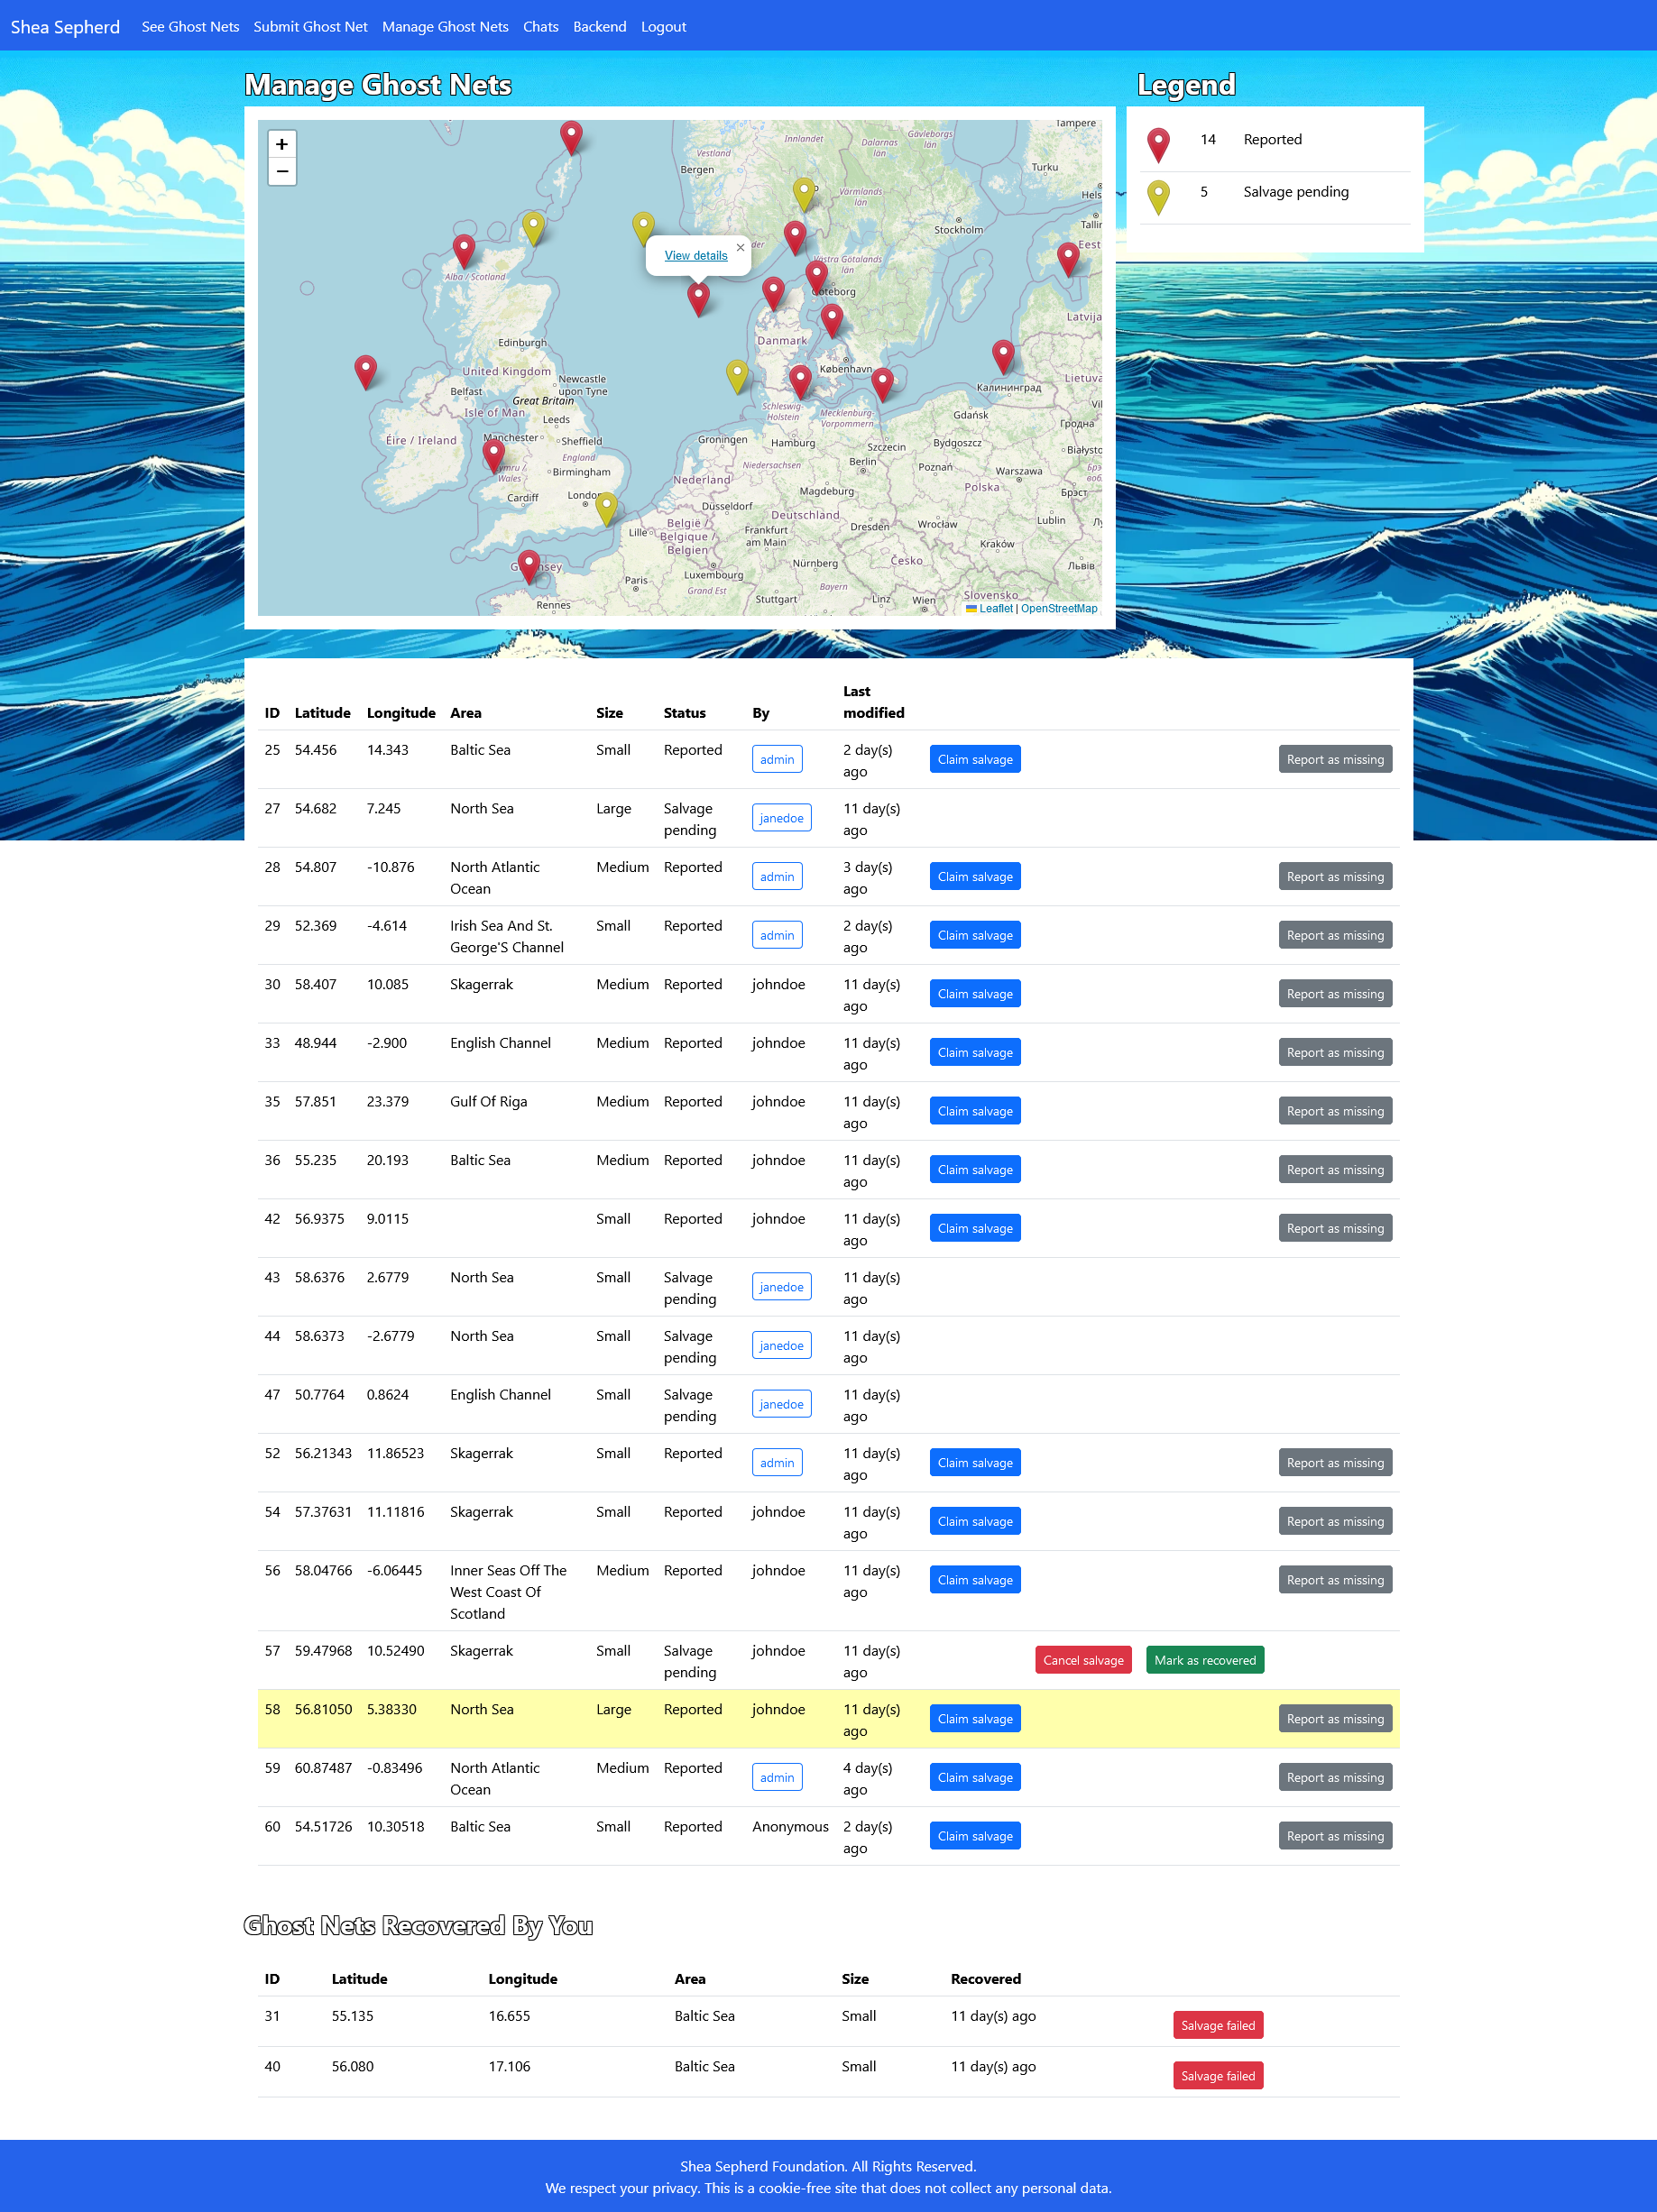 Shea Sepherd See Ghost Nets Submit Ghost Net Manage Ghost Nets Chats Backend Logout
Manage Ghost Nets
Legend
14 Reported
5 Salvage pending
+
−
View details ×
Innlandet
Gävleborgs län
Dalarnas län
Tampere
Vestland
Bergen
Turku
Värmlands län
Stockholm
Tallinn
Västra Götalands län
Alba / Scotland
Göteborg
Latvija
Edinburgh
Danmark
United Kingdom
København
Калининград
Lietuva
Belfast
Newcastle upon Tyne
Great Britain
Isle of Man
Leeds
Schleswig-Holstein
Mecklenburg-Vorpommern
Gdańsk
Гродна
Éire / Ireland
Manchester
Sheffield
England
Groningen
Hamburg
Szczecin
Bydgoszcz
Birmingham
Niedersachsen
Berlin
Poznań
Warszawa
Cymru / Wales
Nederland
Magdeburg
Polska
Брэст
Cardiff
London
Düsseldorf
Deutschland
Lublin
Lille
België / Belgique / Belgien
Frankfurt am Main
Dresden
Wrocław
Kraków
Guernsey
Luxembourg
Nürnberg
Česko
Львів
Paris
Grand Est
Bayern
Rennes
Stuttgart
Linz
Wien
Slovensko
Leaflet | OpenStreetMap
ID Latitude Longitude Area Size Status By Last modified
25 54.456 14.343 Baltic Sea Small Reported admin 2 day(s) ago Claim salvage Report as missing
27 54.682 7.245 North Sea Large Salvage pending janedoe 11 day(s) ago
28 54.807 -10.876 North Atlantic Ocean Medium Reported admin 3 day(s) ago Claim salvage Report as missing
29 52.369 -4.614 Irish Sea And St. George'S Channel Small Reported admin 2 day(s) ago Claim salvage Report as missing
30 58.407 10.085 Skagerrak Medium Reported johndoe 11 day(s) ago Claim salvage Report as missing
33 48.944 -2.900 English Channel Medium Reported johndoe 11 day(s) ago Claim salvage Report as missing
35 57.851 23.379 Gulf Of Riga Medium Reported johndoe 11 day(s) ago Claim salvage Report as missing
36 55.235 20.193 Baltic Sea Medium Reported johndoe 11 day(s) ago Claim salvage Report as missing
42 56.9375 9.0115 Small Reported johndoe 11 day(s) ago Claim salvage Report as missing
43 58.6376 2.6779 North Sea Small Salvage pending janedoe 11 day(s) ago
44 58.6373 -2.6779 North Sea Small Salvage pending janedoe 11 day(s) ago
47 50.7764 0.8624 English Channel Small Salvage pending janedoe 11 day(s) ago
52 56.21343 11.86523 Skagerrak Small Reported admin 11 day(s) ago Claim salvage Report as missing
54 57.37631 11.11816 Skagerrak Small Reported johndoe 11 day(s) ago Claim salvage Report as missing
56 58.04766 -6.06445 Inner Seas Off The West Coast Of Scotland Medium Reported johndoe 11 day(s) ago Claim salvage Report as missing
57 59.47968 10.52490 Skagerrak Small Salvage pending johndoe 11 day(s) ago Cancel salvage Mark as recovered
58 56.81050 5.38330 North Sea Large Reported johndoe 11 day(s) ago Claim salvage Report as missing
59 60.87487 -0.83496 North Atlantic Ocean Medium Reported admin 4 day(s) ago Claim salvage Report as missing
60 54.51726 10.30518 Baltic Sea Small Reported Anonymous 2 day(s) ago Claim salvage Report as missing
Ghost Nets Recovered By You
ID Latitude Longitude Area Size Recovered
31 55.135 16.655 Baltic Sea Small 11 day(s) ago Salvage failed
40 56.080 17.106 Baltic Sea Small 11 day(s) ago Salvage failed
Shea Sepherd Foundation. All Rights Reserved.
We respect your privacy. This is a cookie-free site that does not collect any personal data.